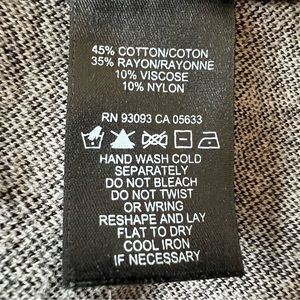 45% COTTON/COTON
35% RAYON/RAYONNE
10% VISCOSE
10% NYLON
RN 93093 CA 05633
HAND WASH COLD
SEPARATELY
DO NOT BLEACH
DO NOT TWIST
OR WRING
RESHAPE AND LAY
FLAT TO DRY
COOL IRON
IF NECESSARY